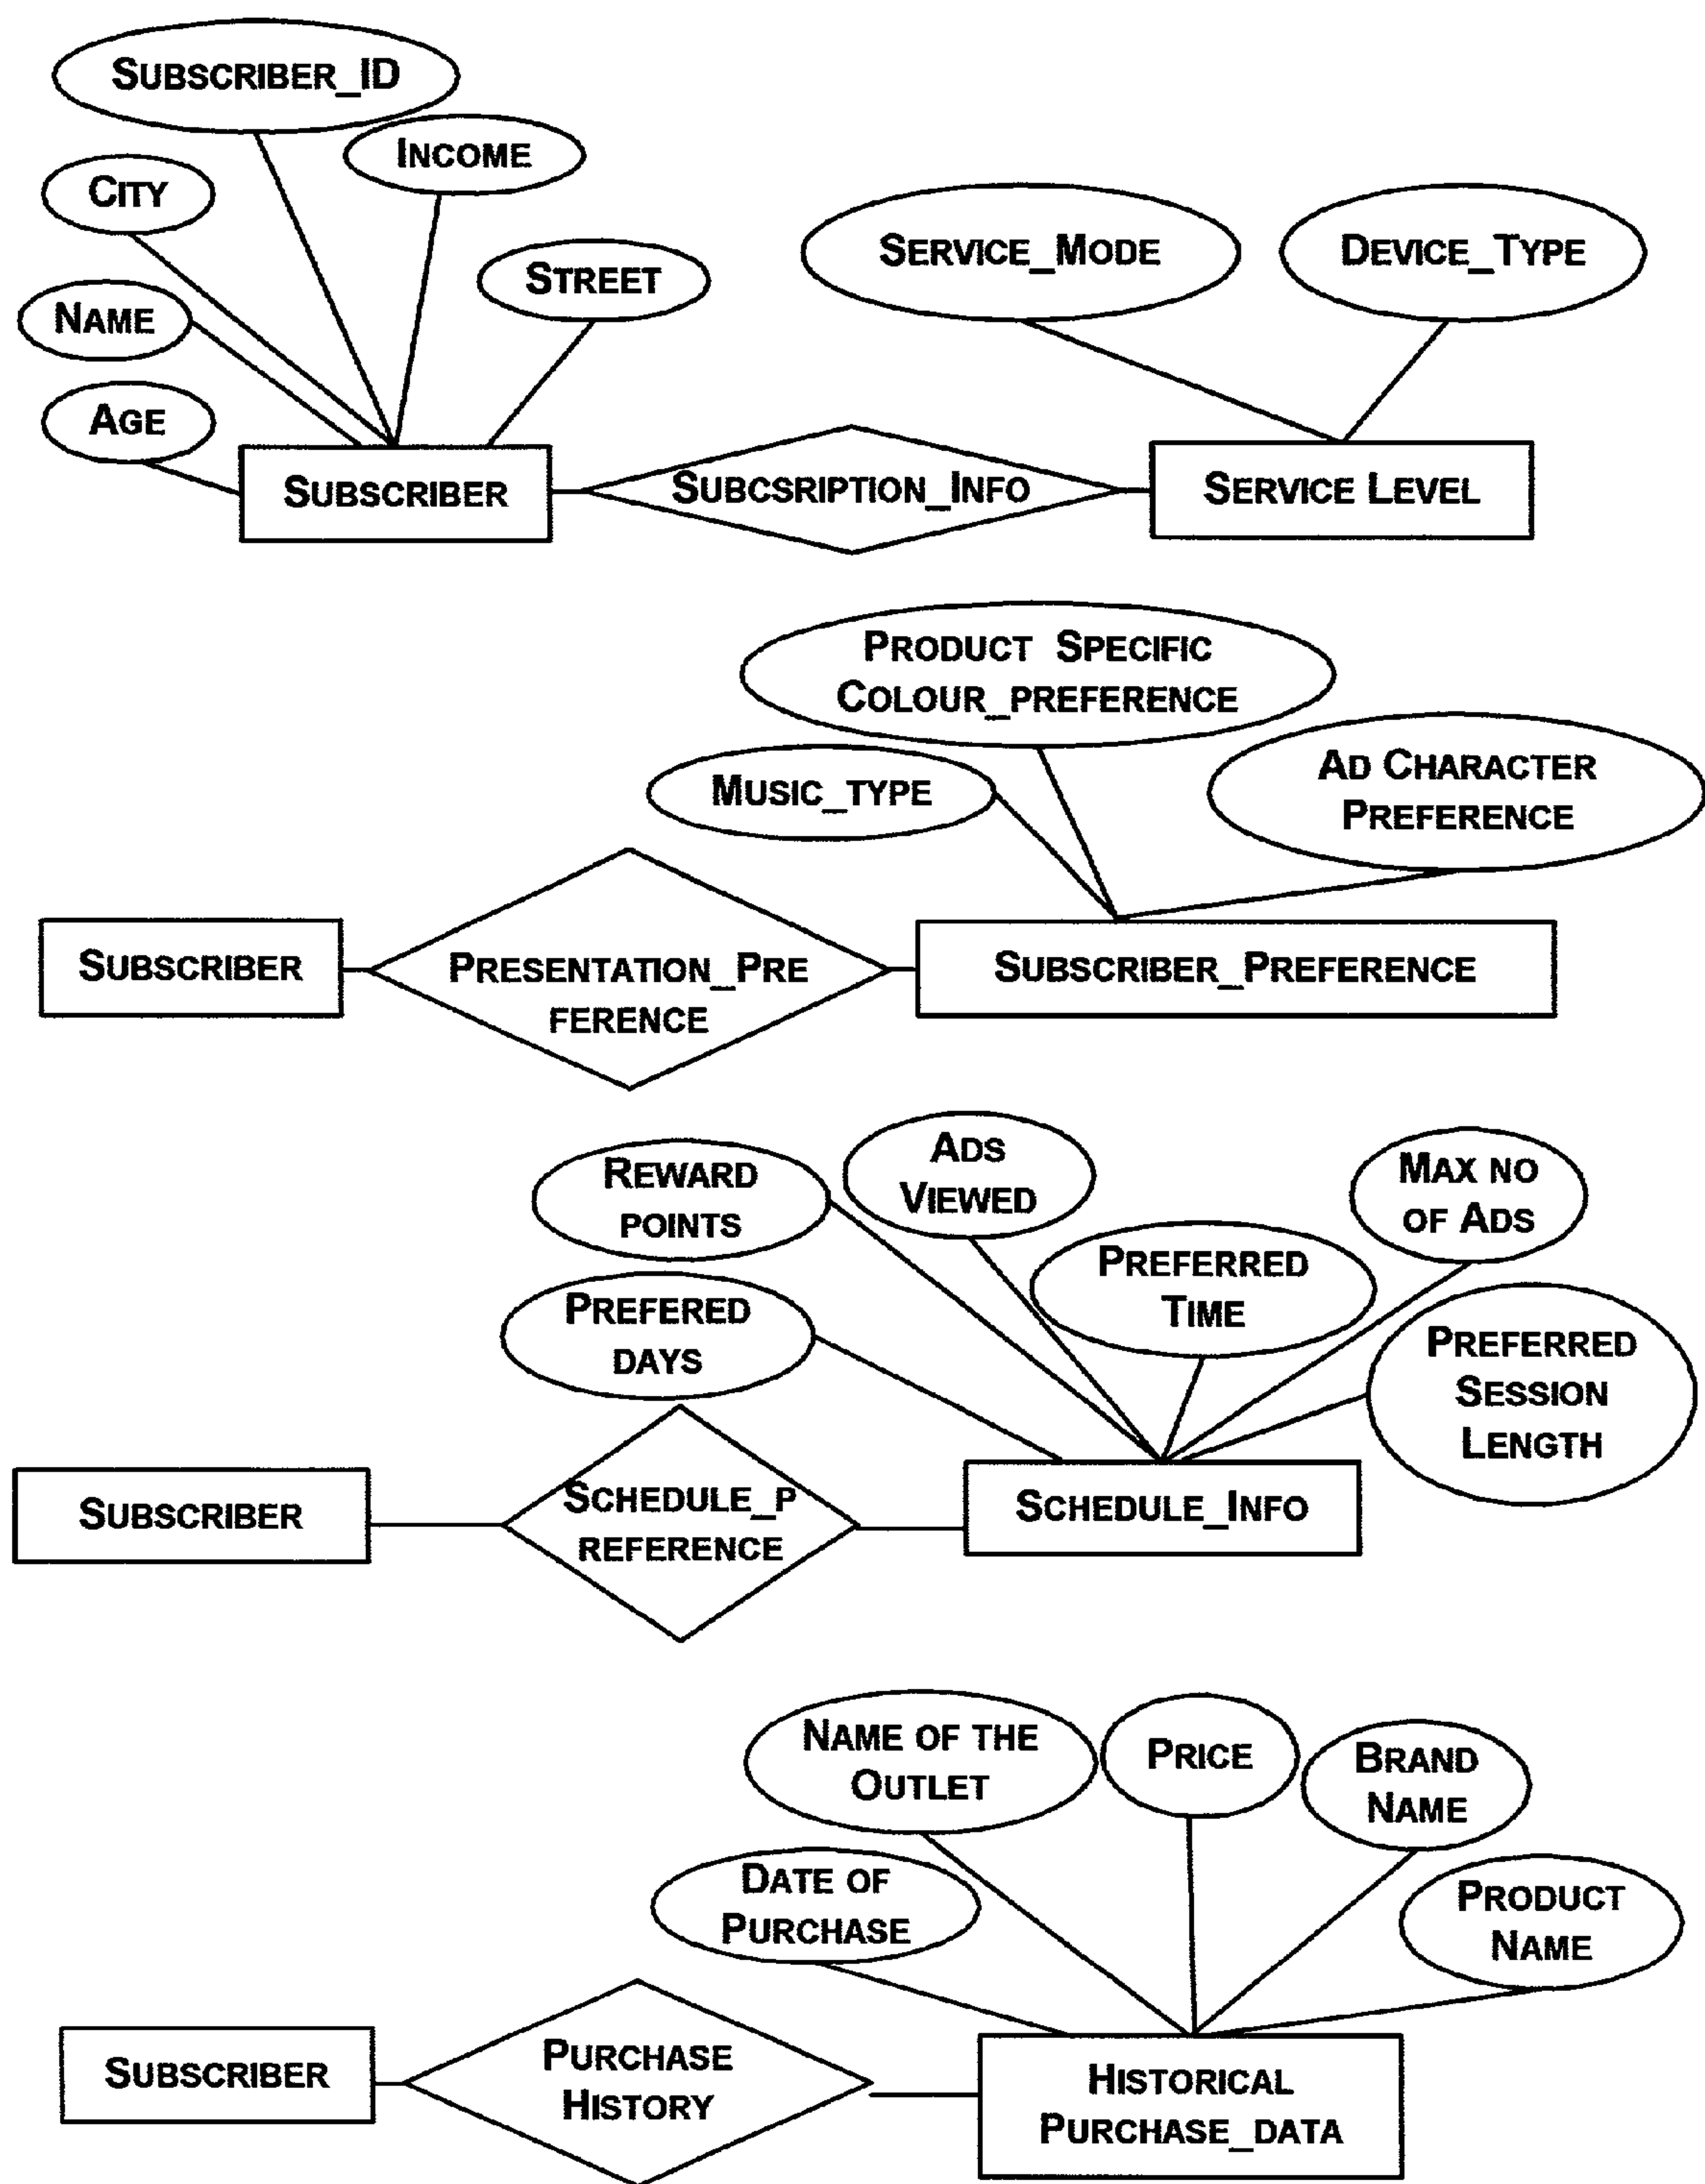 SUBSCRIBER_ID
INCOME
CITY
STREET
NAME
AGE
SERVICE_MODE
DEVICE_TYPE
SUBSCRIBER
SUBCSRIPTION_INFO
SERVICE LEVEL
PRODUCT SPECIFIC
COLOUR_PREFERENCE
MUSIC_TYPE
AD CHARACTER
PREFERENCE
SUBSCRIBER
PRESENTATION_PRE
FERENCE
SUBSCRIBER_PREFERENCE
REWARD
POINTS
ADS
VIEWED
MAX NO
OF ADS
PREFERRED
TIME
PREFERED
DAYS
PREFERRED
SESSION
LENGTH
SUBSCRIBER
SCHEDULE_P
REFERENCE
SCHEDULE_INFO
NAME OF THE
OUTLET
PRICE
BRAND
NAME
DATE OF
PURCHASE
PRODUCT
NAME
SUBSCRIBER
PURCHASE
HISTORY
HISTORICAL
PURCHASE_DATA